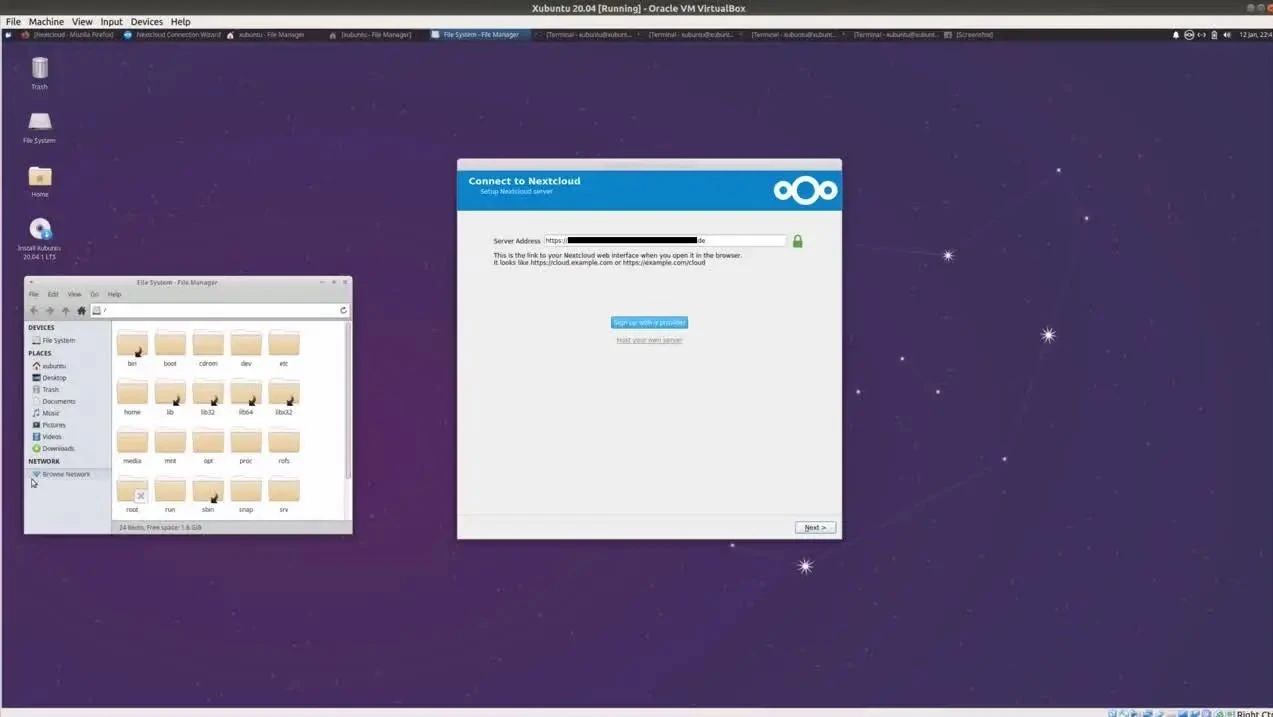 Xubuntu 20.04 [Running] - Oracle VM VirtualBox
File Machine View Input Devices Help
[Nextcloud - Mozilla Firefox] Nextcloud Connection Wizard xubuntu - File Manager [xubuntu - File Manager] File System - File Manager [Terminal - xubuntu@xubunt... [Terminal - xubuntu@xubunt... [Terminal - xubuntu@xubunt... [Terminal - xubuntu@xubunt... [Screenshot] 12 Jan, 22:4
Trash
File System
Home
Install Xubuntu
20.04.1 LTS
File System - File Manager
File Edit View Go Help
/
DEVICES
File System
PLACES
xubuntu
Desktop
Trash
Documents
Music
Pictures
Videos
Downloads
NETWORK
Browse Network
bin boot cdrom dev etc
home lib lib32 lib64 libx32
media mnt opt proc rofs
root run sbin snap srv
24 items, Free space: 1.6 GiB
Connect to Nextcloud
Setup Nextcloud server
Server Address https:// de
This is the link to your Nextcloud web interface when you open it in the browser.
It looks like https://cloud.example.com or https://example.com/cloud
Sign up with a provider
Host your own server
Next >
Right Ctr